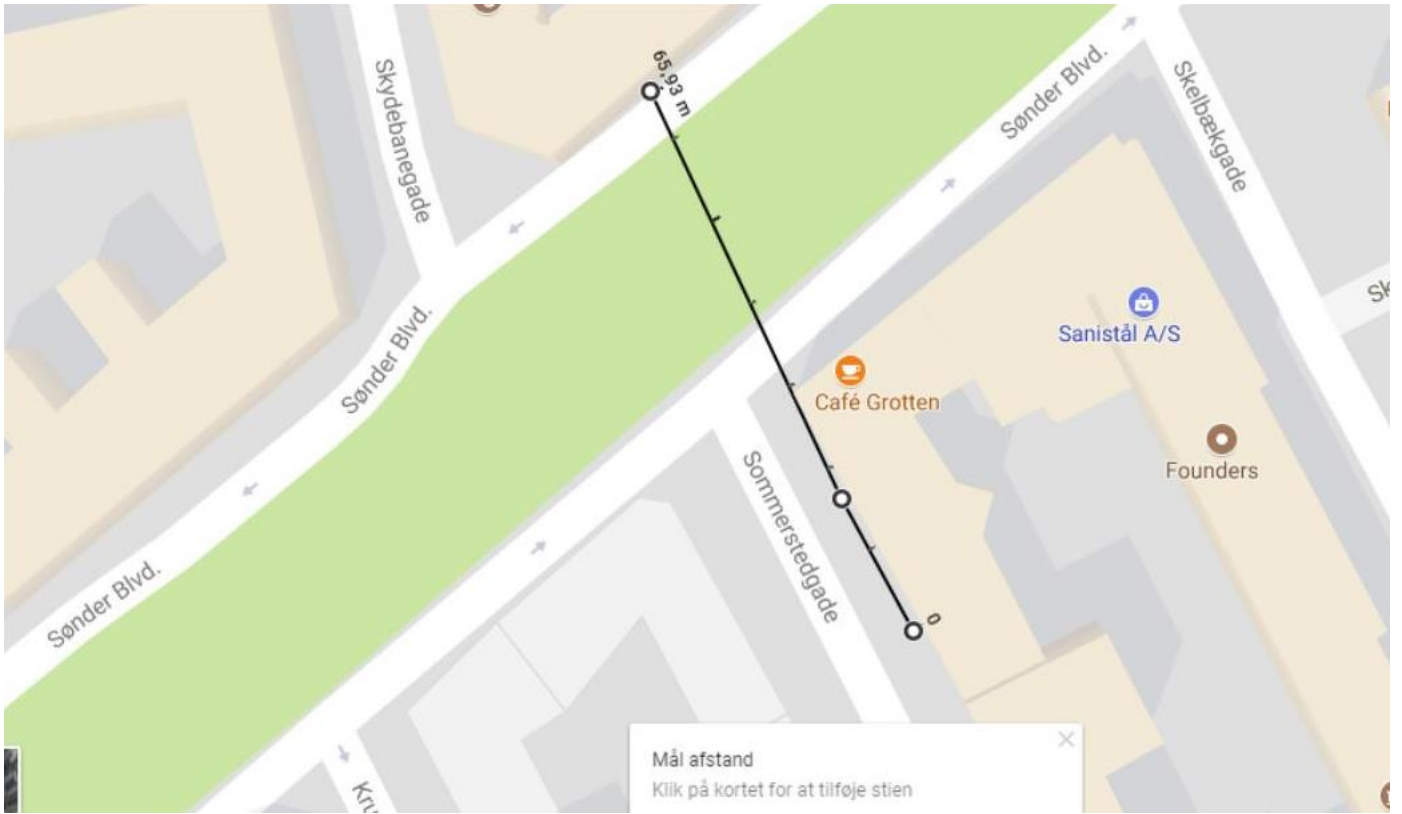 65,93 m
Skydebanegade
Sønder Blvd.
Skelbækgade
Sønder Blvd.
Sanistål A/S
Café Grotten
Founders
Sommerstedgade
Sønder Blvd.
0
Mål afstand
Klik på kortet for at tilføje stien